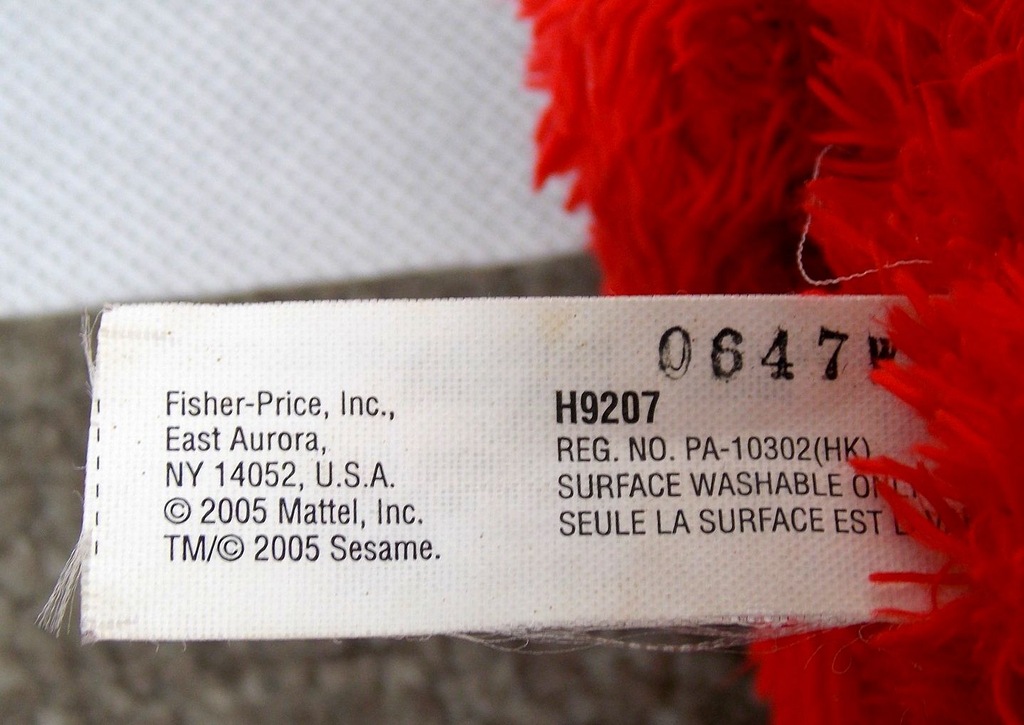 Fisher-Price, Inc.,
East Aurora,
NY 14052, U.S.A.
© 2005 Mattel, Inc.
TM/© 2005 Sesame.
0647
H9207
REG. NO. PA-10302(HK)
SURFACE WASHABLE
SEULE LA SURFACE EST